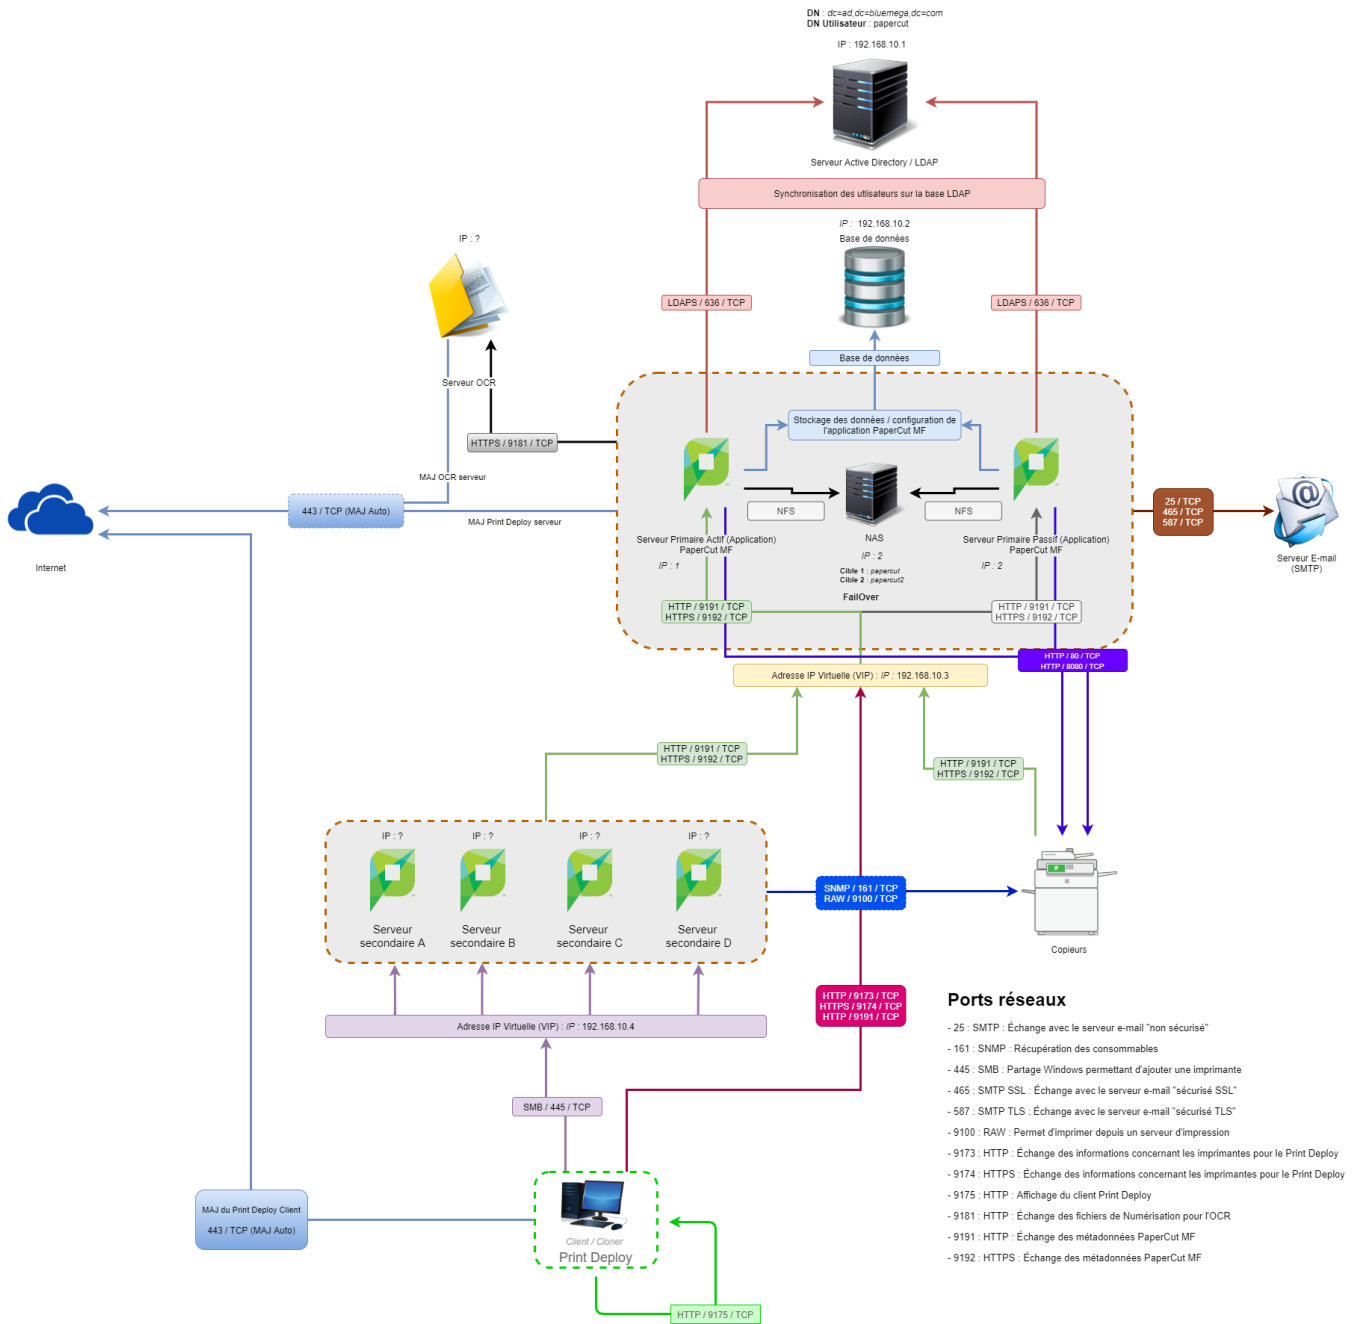 DN : dc=ad,dc=bluemega,dc=com
DN Utilisateur : papercut
IP : 192.168.10.1
Serveur Active Directory / LDAP
Synchronisation des utlisateurs sur la base LDAP
IP : 192.168.10.2
Base de données
IP : ?
Serveur OCR
LDAPS / 636 / TCP
LDAPS / 636 / TCP
Base de données
HTTPS / 9181 / TCP
Stockage des données / configuration de
l'application PaperCut MF
MAJ OCR serveur
443 / TCP (MAJ Auto)
MAJ Print Deploy serveur
Internet
NFS
NFS
NAS
IP : 2
Cible 1 : papercut
Cible 2 : papercut2
FailOver
Serveur Primaire Actif (Application)
PaperCut MF
IP : 1
Serveur Primaire Passif (Application)
PaperCut MF
IP : 2
25 / TCP
465 / TCP
587 / TCP
Serveur E-mail
(SMTP)
HTTP / 9191 / TCP
HTTPS / 9192 / TCP
HTTP / 9191 / TCP
HTTPS / 9192 / TCP
HTTP / 80 / TCP
HTTP / 8080 / TCP
Adresse IP Virtuelle (VIP) : IP : 192.168.10.3
HTTP / 9191 / TCP
HTTPS / 9192 / TCP
HTTP / 9191 / TCP
HTTPS / 9192 / TCP
IP : ?
IP : ?
IP : ?
IP : ?
Serveur
secondaire A
Serveur
secondaire B
Serveur
secondaire C
Serveur
secondaire D
SNMP / 161 / TCP
RAW / 9100 / TCP
Copieurs
HTTP / 9173 / TCP
HTTPS / 9174 / TCP
HTTP / 9191 / TCP
Adresse IP Virtuelle (VIP) : IP : 192.168.10.4
SMB / 445 / TCP
MAJ du Print Deploy Client
443 / TCP (MAJ Auto)
Client / Cloner
Print Deploy
HTTP / 9175 / TCP
Ports réseaux
- 25 : SMTP : Échange avec le serveur e-mail "non sécurisé"
- 161 : SNMP : Récupération des consommables
- 445 : SMB : Partage Windows permettant d'ajouter une imprimante
- 465 : SMTP SSL : Échange avec le serveur e-mail "sécurisé SSL"
- 587 : SMTP TLS : Échange avec le serveur e-mail "sécurisé TLS"
- 9100 : RAW : Permet d'imprimer depuis un serveur d'impression
- 9173 : HTTP : Échange des informations concernant les imprimantes pour le Print Deploy
- 9174 : HTTPS : Échange des informations concernant les imprimantes pour le Print Deploy
- 9175 : HTTP : Affichage du client Print Deploy
- 9181 : HTTP : Échange des fichiers de Numérisation pour l'OCR
- 9191 : HTTP : Échange des métadonnées PaperCut MF
- 9192 : HTTPS : Échange des métadonnées PaperCut MF